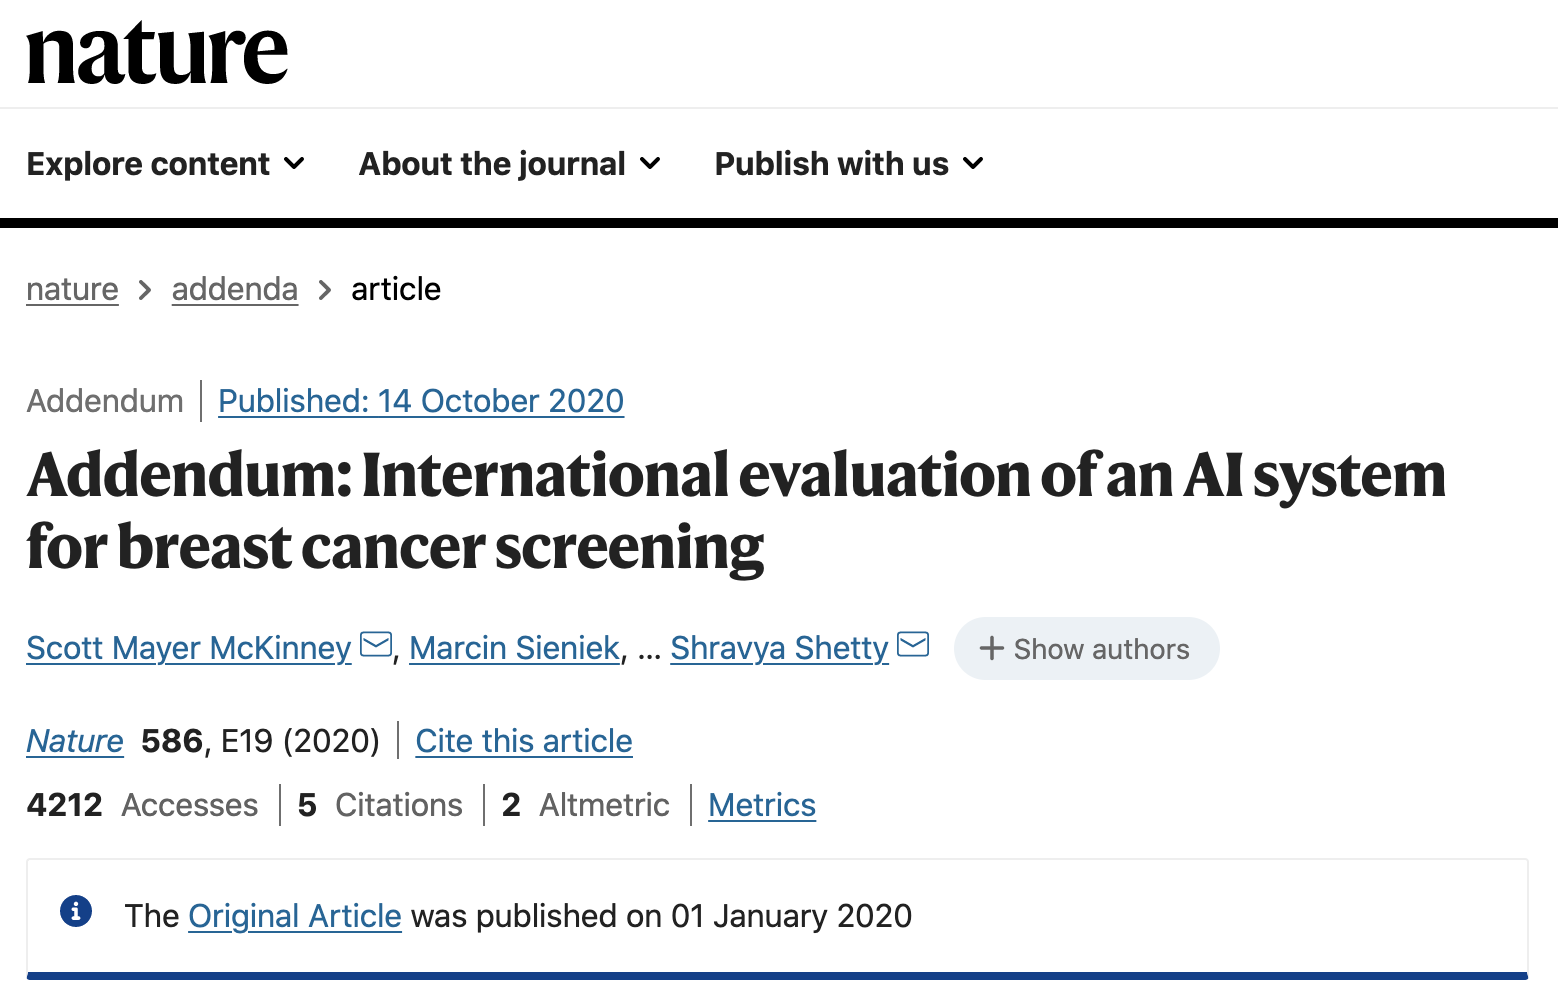 nature
Explore content About the journal Publish with us
nature > addenda > article
Addendum | Published: 14 October 2020
Addendum: International evaluation of an AI system
for breast cancer screening
Scott Mayer McKinney, Marcin Sieniek, ... Shravya Shetty + Show authors
Nature 586, E19 (2020) | Cite this article
4212 Accesses | 5 Citations | 2 Altmetric | Metrics
The Original Article was published on 01 January 2020